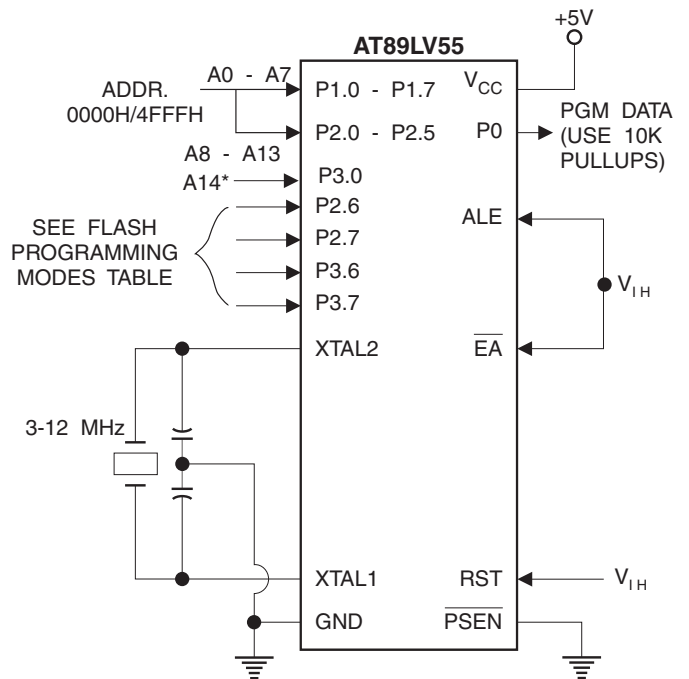 AT89LV55
+5V
ADDR.
0000H/4FFFH
A0 - A7
P1.0 - P1.7
VCC
P2.0 - P2.5
P0
PGM DATA
(USE 10K
PULLUPS)
A8 - A13
A14*
P3.0
SEE FLASH
PROGRAMMING
MODES TABLE
P2.6
P2.7
P3.6
P3.7
ALE
VIH
EA
XTAL2
3-12 MHz
XTAL1
RST
VIH
GND
PSEN